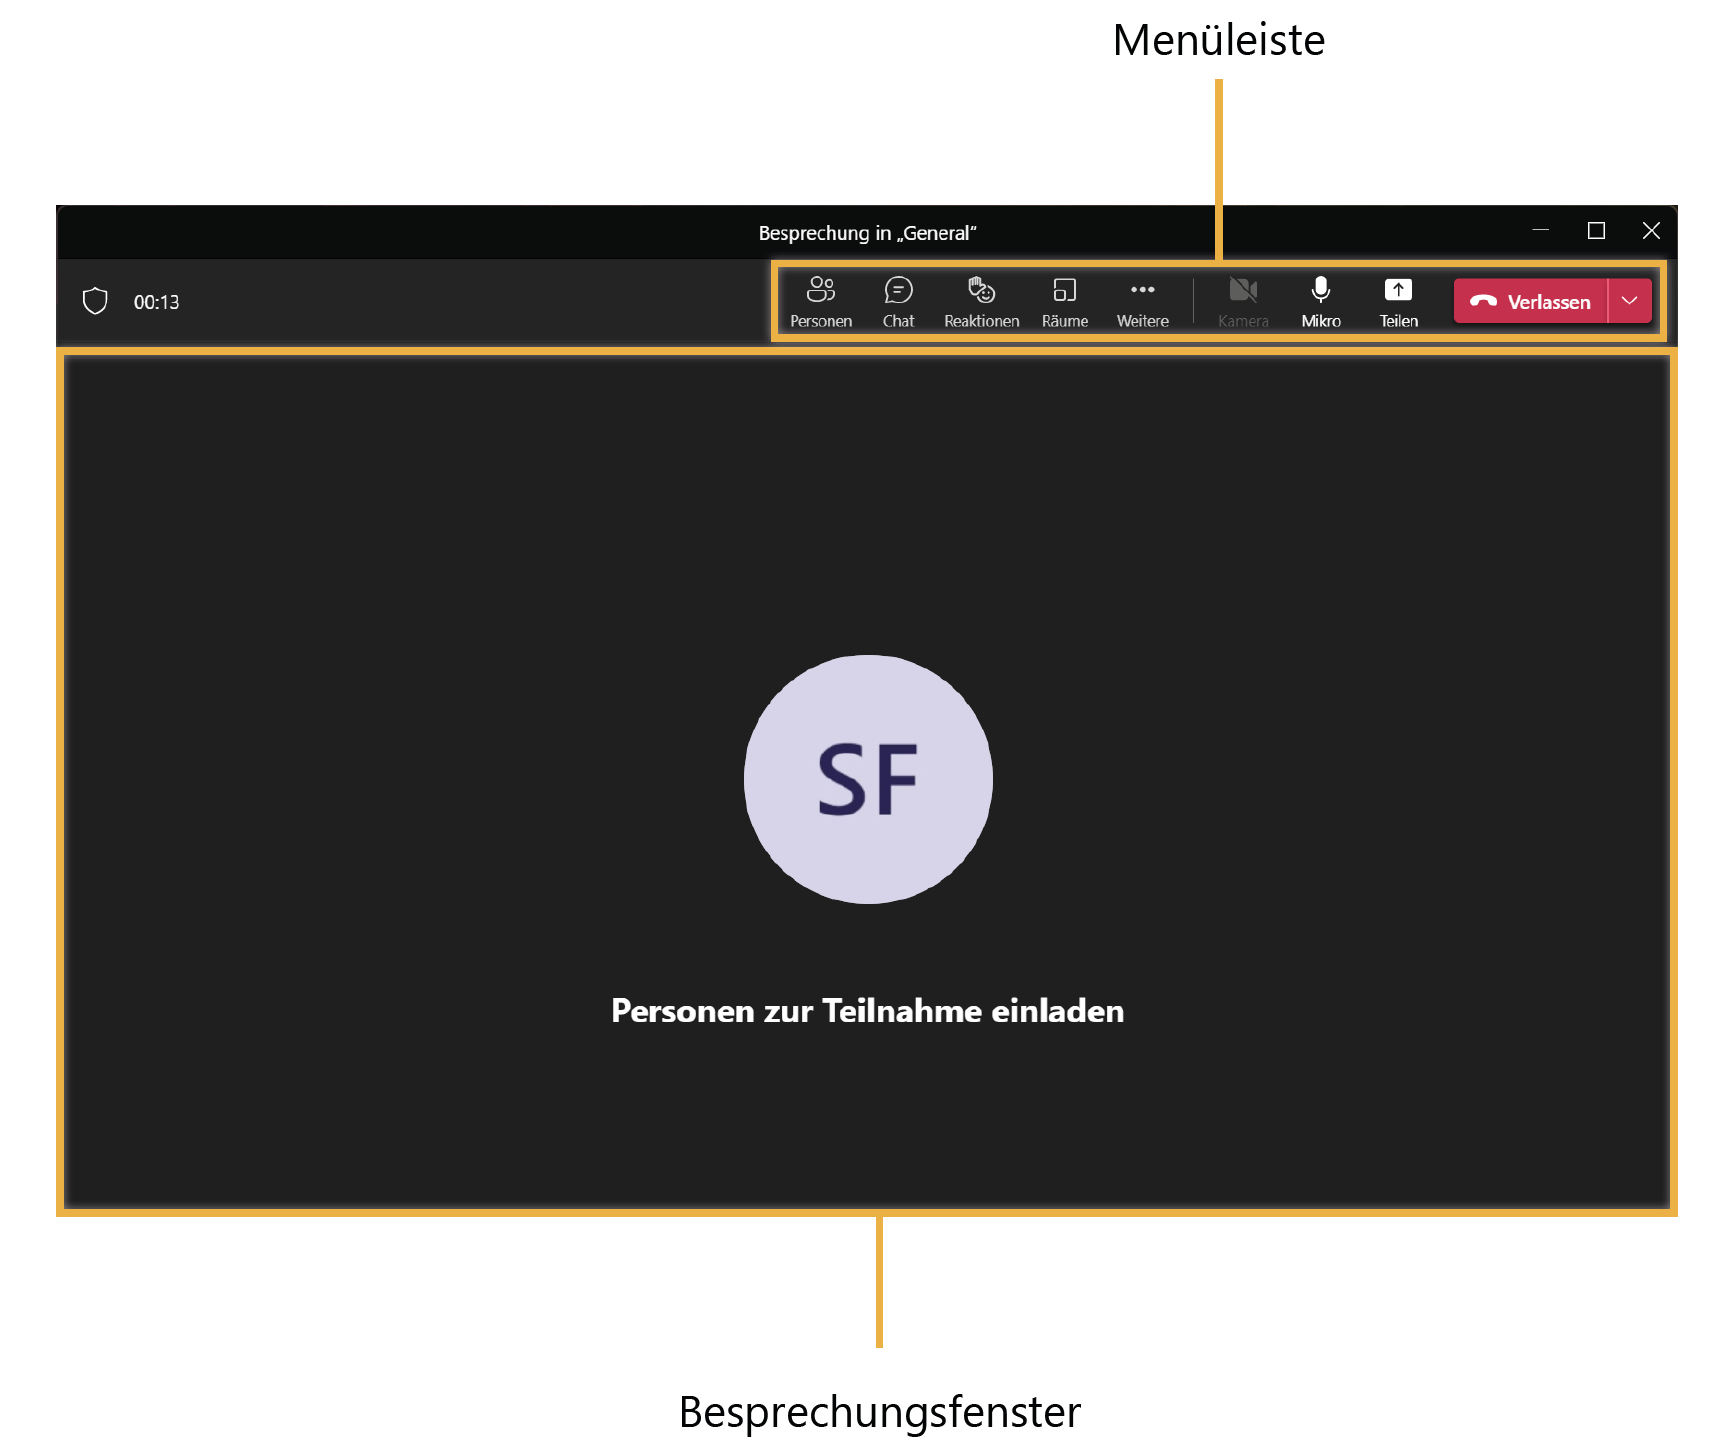 Menüleiste
Besprechung in „General“
00:13
Personen Chat Reaktionen Räume Weitere Kamera Mikro Teilen Verlassen
SF
Personen zur Teilnahme einladen
Besprechungsfenster